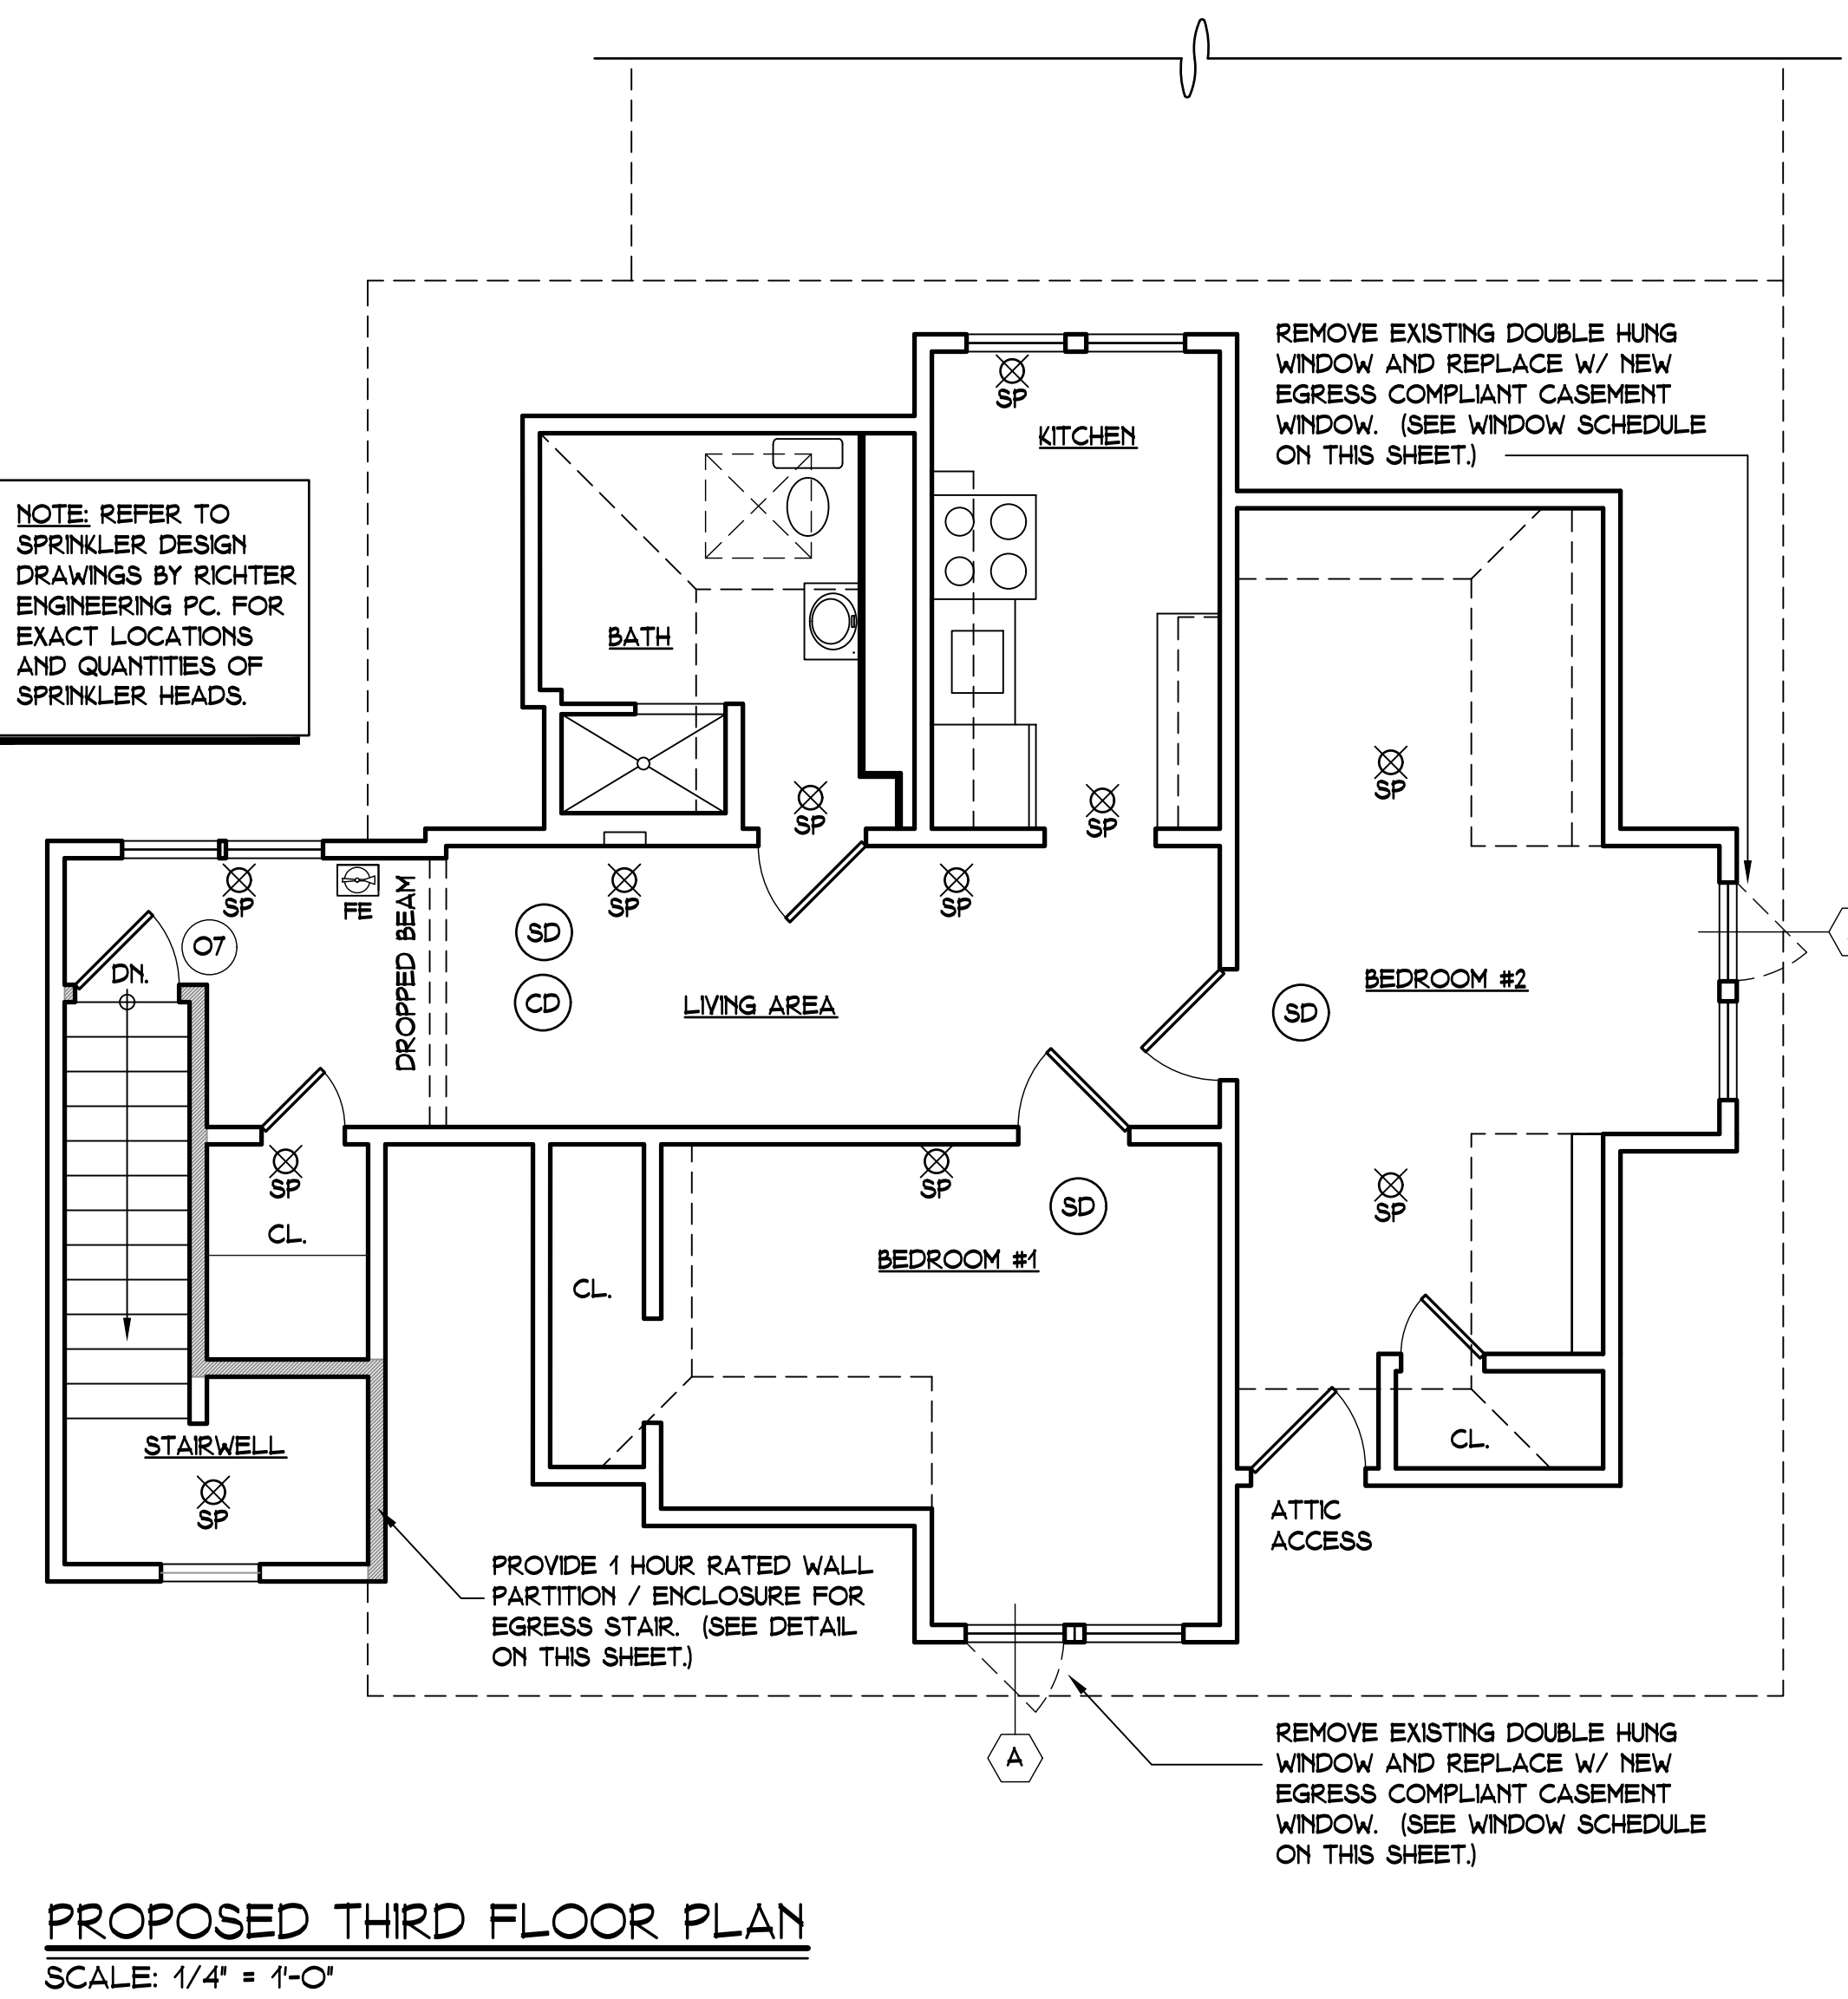 REMOVE EXISTING DOUBLE HUNG
WINDOW AND REPLACE W/ NEW
EGRESS COMPLIANT CASEMENT
WINDOW. (SEE WINDOW SCHEDULE
ON THIS SHEET.)
SP
KITCHEN
NOTE: REFER TO
SPRINKLER DESIGN
DRAWINGS BY RICHTER
ENGINEERING PC. FOR
EXACT LOCATIONS
AND QUANTITIES OF
SPRINKLER HEADS.
BATH
SP
SP
SP
SP
FE
SP
SP
DROPPED BEAM
07
SD
DN.
CD
LIVING AREA
BEDROOM #2
SD
SP
CL.
SP
SD
SP
BEDROOM #1
CL.
STAIRWELL
SP
CL.
ATTIC
ACCESS
PROVIDE 1 HOUR RATED WALL
PARTITION / ENCLOSURE FOR
EGRESS STAIR. (SEE DETAIL
ON THIS SHEET.)
A
REMOVE EXISTING DOUBLE HUNG
WINDOW AND REPLACE W/ NEW
EGRESS COMPLIANT CASEMENT
WINDOW. (SEE WINDOW SCHEDULE
ON THIS SHEET.)
PROPOSED THIRD FLOOR PLAN
SCALE: 1/4" = 1'-0"